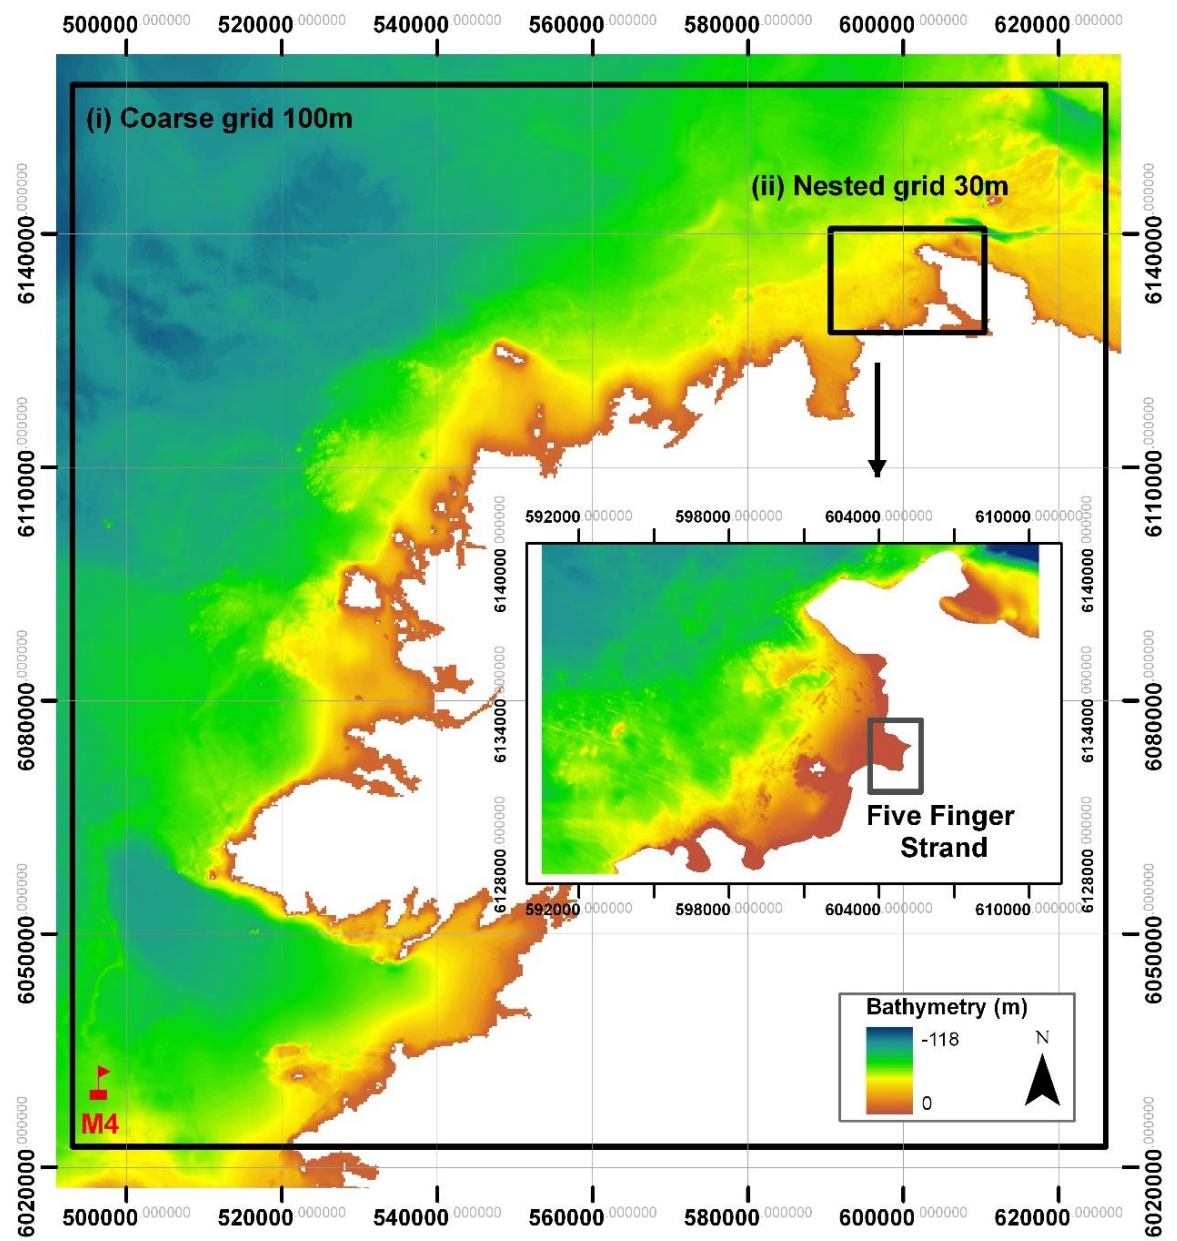 500000.000000 520000.000000 540000.000000 560000.000000 580000.000000 600000.000000 620000.000000
(i) Coarse grid 100m
(ii) Nested grid 30m
6140000.000000 6140000.000000
6110000.000000 6110000.000000
592000.000000 598000.000000 604000.000000 610000.000000
6140000.000000 6140000.000000
6080000.000000 6080000.000000
6134000.000000 6134000.000000
Five Finger
Strand
6128000.000000 6128000.000000
592000.000000 598000.000000 604000.000000 610000.000000
6050000.000000 6050000.000000
Bathymetry (m)
-118
N
0
M4
6020000.000000 6020000.000000
500000.000000 520000.000000 540000.000000 560000.000000 580000.000000 600000.000000 620000.000000